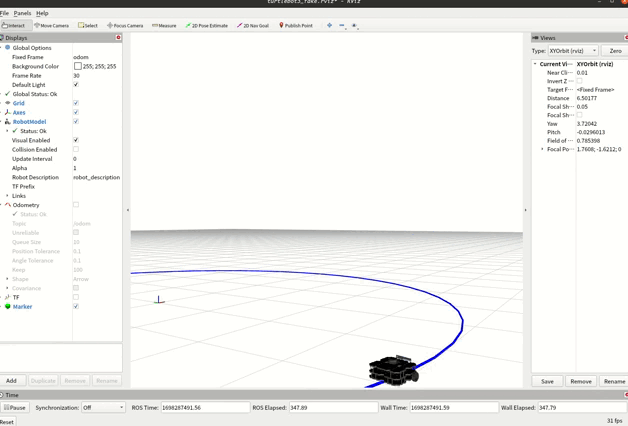 turtlebot3_fake.rviz* - RViz
File Panels Help
Interact Move Camera Select Focus Camera Measure 2D Pose Estimate 2D Nav Goal Publish Point
Displays
Global Options
Fixed Frame odom
Background Color 255; 255; 255
Frame Rate 30
Default Light
Global Status: Ok
Grid
Axes
RobotModel
Status: Ok
Visual Enabled
Collision Enabled
Update Interval 0
Alpha 1
Robot Description robot_description
TF Prefix
Links
Odometry
Status: Ok
Topic /odom
Unreliable
Queue Size 10
Position Tolerance 0.1
Angle Tolerance 0.1
Keep 100
Shape Arrow
Covariance
TF
Marker
Add Duplicate Remove Rename
Views
Type: XYOrbit (rviz) Zero
Current Vi··· XYOrbit (rviz)
Near Cli··· 0.01
Invert Z···
Target F··· <Fixed Frame>
Distance 6.50177
Focal Sh··· 0.05
Focal Sh···
Yaw 3.72042
Pitch -0.0296013
Field of ··· 0.785398
Focal Po··· 1.7608; -1.6212; 0
Save Remove Rename
Time
Pause Synchronization: Off ROS Time: 1698287491.56 ROS Elapsed: 347.89 Wall Time: 1698287491.59 Wall Elapsed: 347.79
Reset 31 fps